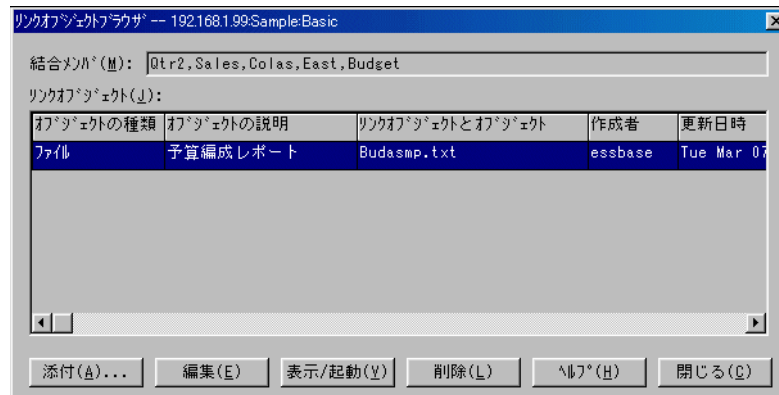 ﾘﾝｸｵﾌﾞｼﾞｪｸﾄﾌﾞﾗｳｻﾞ -- 192.168.1.99:Sample:Basic
結合ﾒﾝﾊﾞ(M): Qtr2,Sales,Colas,East,Budget
ﾘﾝｸｵﾌﾞｼﾞｪｸﾄ(J):
ｵﾌﾞｼﾞｪｸﾄの種類 ｵﾌﾞｼﾞｪｸﾄの説明 ﾘﾝｸｵﾌﾞｼﾞｪｸﾄとｵﾌﾞｼﾞｪｸﾄ 作成者 更新日時
ﾌｧｲﾙ 予算編成レポート Budasmp.txt essbase Tue Mar 07
添付(A)... 編集(E) 表示/起動(V) 削除(L) ﾍﾙﾌﾟ(H) 閉じる(C)